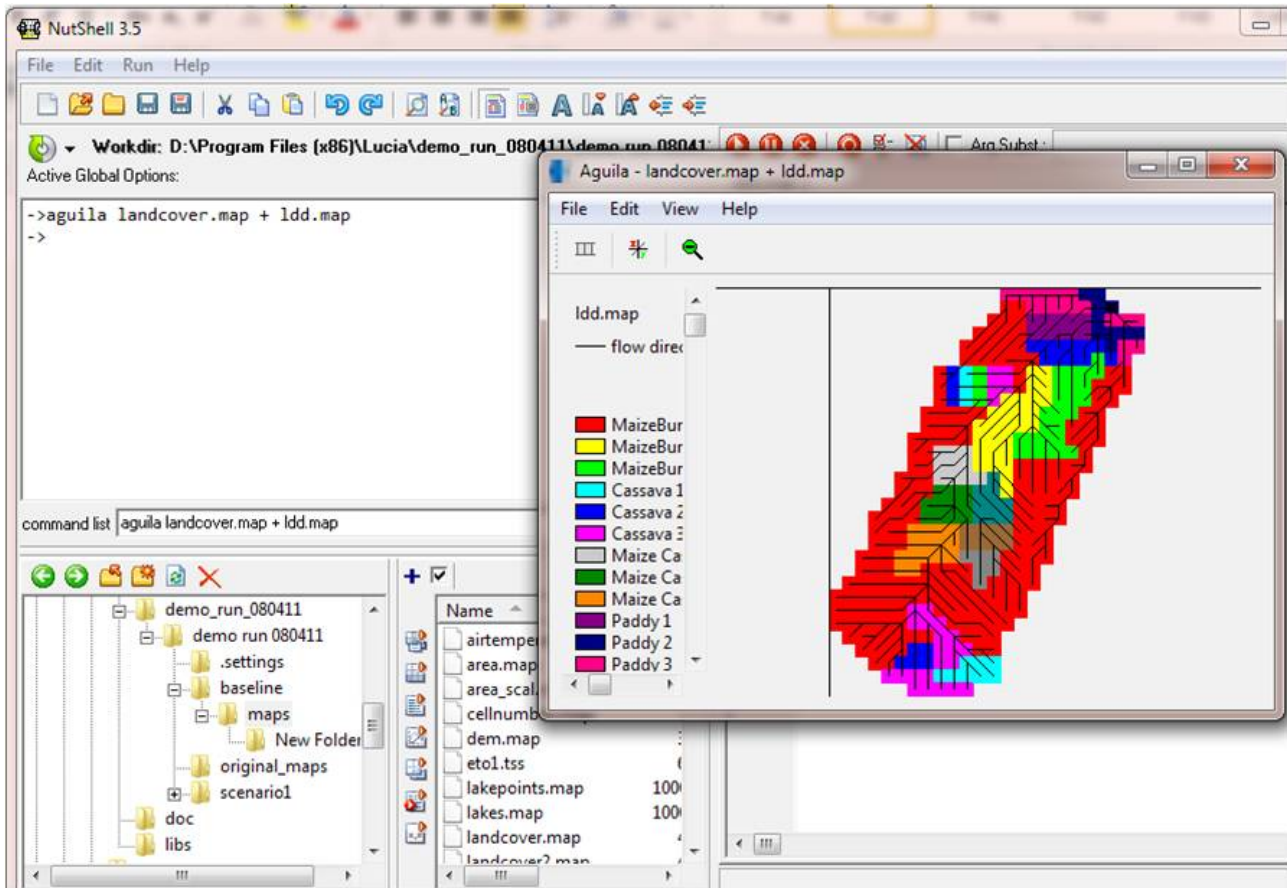 NutShell 3.5
File Edit Run Help
Workdir: D:\Program Files (x86)\Lucia\demo_run_080411\demo run 08041
Arg Subst.:
Active Global Options:
->aguila landcover.map + ldd.map
->
command list aguila landcover.map + ldd.map
demo_run_080411
demo run 080411
.settings
baseline
maps
New Folder
original_maps
scenario1
doc
libs
Name
area.map
area_scal.
dem.map
eto1.tss
lakepoints.map
lakes.map
landcover.map
landcover2.map
Aguila - landcover.map + ldd.map
File Edit View Help
ldd.map
flow direc
MaizeBur
MaizeBur
MaizeBur
Cassava 1
Cassava 2
Cassava 3
Maize Ca
Maize Ca
Maize Ca
Paddy 1
Paddy 2
Paddy 3